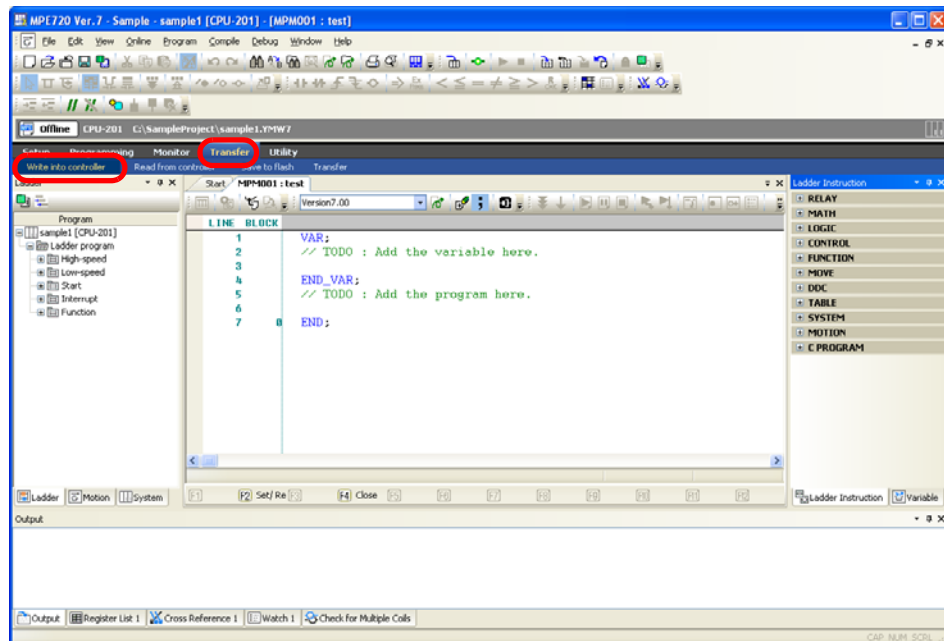 MPE720 Ver.7 - Sample - sample1 [CPU-201] - [MPM001 : test]
File Edit View Online Program Compile Debug Window Help
Offline CPU-201 C:\SampleProject\sample1.YMW7
Setup Programming Monitor Transfer Utility
Write into controller Read from controller Save to flash Transfer
Ladder
Start MPM001 : test
Ladder Instruction
Version7.00
Program
LINE BLOCK
sample1 [CPU-201]
Ladder program
High-speed
Low-speed
Start
Interrupt
Function
1 VAR;
2 // TODO : Add the variable here.
3
4 END_VAR;
5 // TODO : Add the program here.
6
7 0 END;
RELAY
MATH
LOGIC
CONTROL
FUNCTION
MOVE
DDC
TABLE
SYSTEM
MOTION
C PROGRAM
Ladder Motion System
F1 F2 Set/Re F3 F4 Close F5 F6 F7 F8 F9 F10 F11 F12
Ladder Instruction Variable
Output
Output Register List 1 Cross Reference 1 Watch 1 Check for Multiple Coils
CAP NUM SCRL